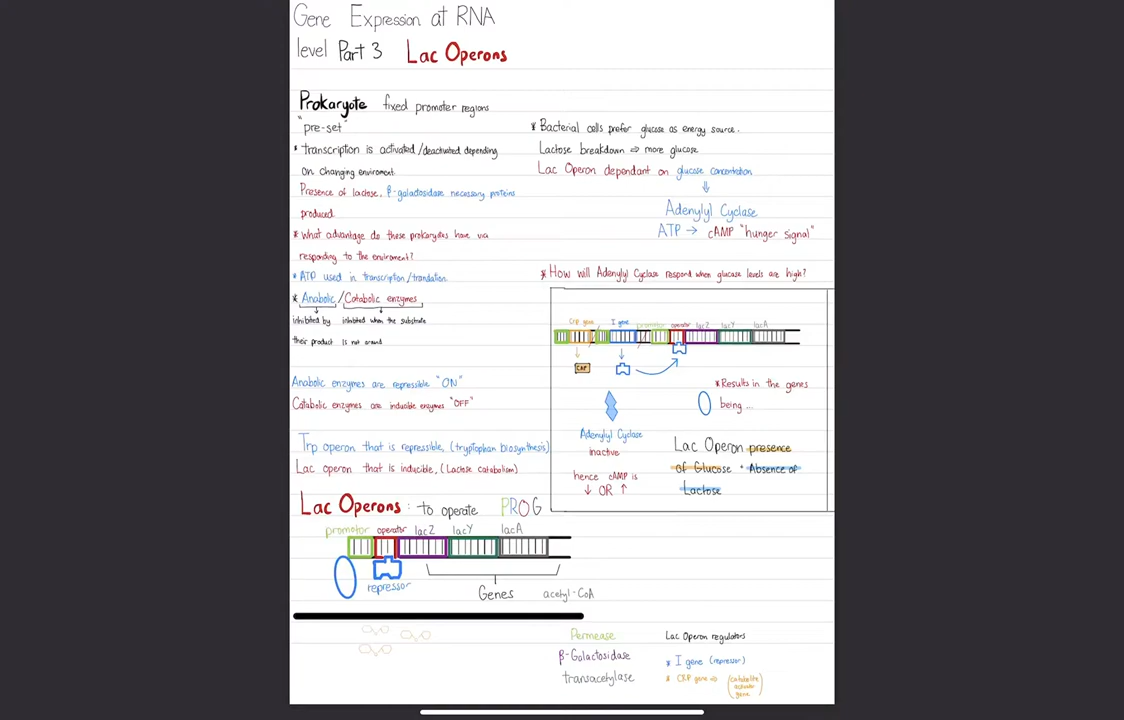 Gene Expression at RNA
level Part 3 Lac Operons
Prokaryote fixed promoter regions
"pre-set"
* transcription is activated/deactivated depending
on changing enviroment.
Presence of lactose, β-galactosidase necessary proteins
produced.
* What advantage do these prokaryotes have via
responding to the enviroment?
* ATP used in transcription/translation.
* Anabolic / Catabolic enzymes
inhibited by inhibited when the substrate
their product is not around
Anabolic enzymes are repressible "ON"
Catabolic enzymes are inducible enzymes "OFF"
Trp operon that is repressible, (tryptophan biosynthesis)
Lac operon that is inducible, (Lactose catabolism)
* Bacterial cells prefer glucose as energy source.
Lactose breakdown ⇒ more glucose
Lac Operon dependant on glucose concentration
⇓
Adenylyl Cyclase
ATP → cAMP "hunger signal"
* How will Adenylyl Cyclase respond when glucose levels are high?
CRP gene I gene promotor operator lacZ lacY lacA
CAP
* Results in the genes
being ...
Adenylyl Cyclase
inactive
hence cAMP is
↓ OR ↑
Lac Operon presence
of Glucose + Absence of
Lactose
Lac Operons: to operate PROG
promotor operator lacZ lacY lacA
repressor
Genes
acetyl-CoA
Permease
β-Galactosidase
transacetylase
Lac Operon regulators
* I gene (repressor)
* CRP gene ⇒ (catabolite
activator
gene)